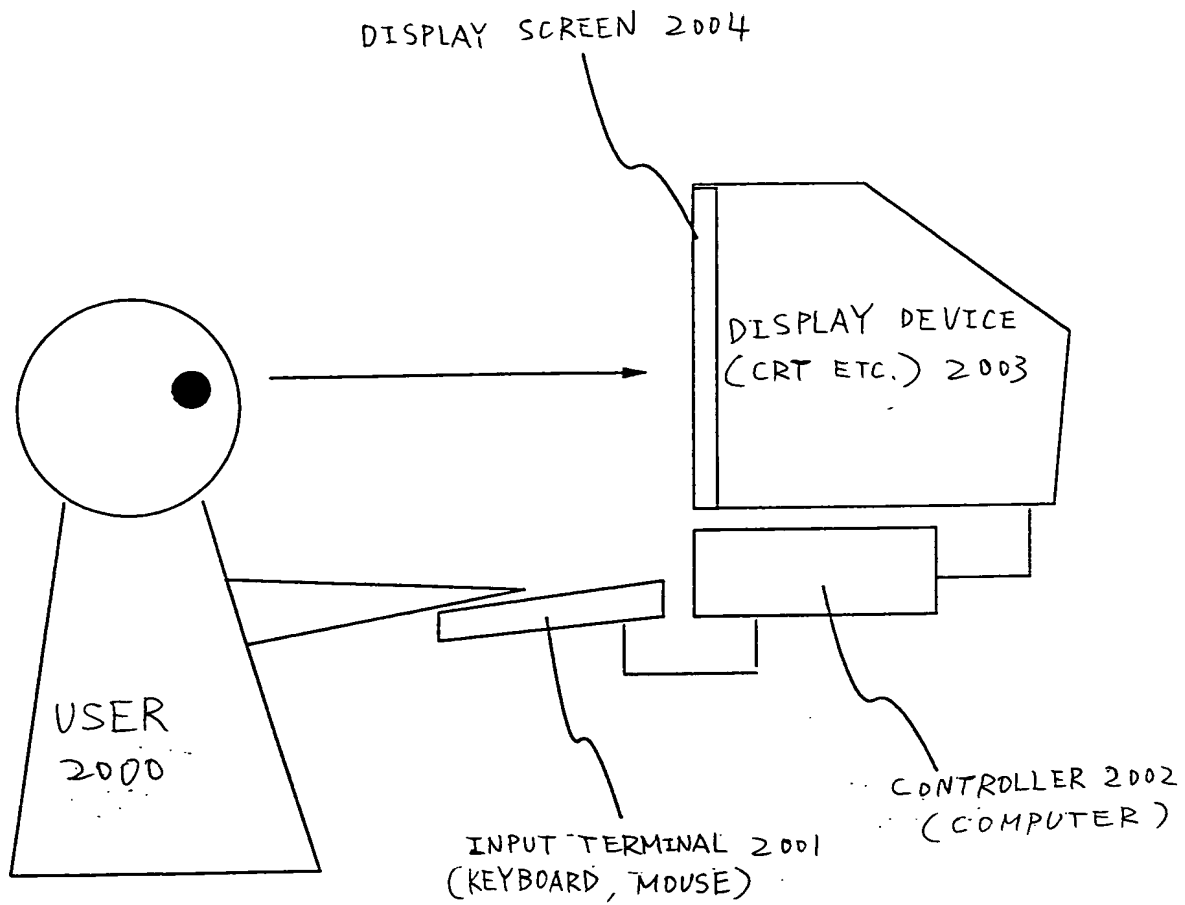 DISPLAY SCREEN 2004
DISPLAY DEVICE
(CRT ETC.) 2003
USER
2000
CONTROLLER 2002
(COMPUTER)
INPUT TERMINAL 2001
(KEYBOARD, MOUSE)